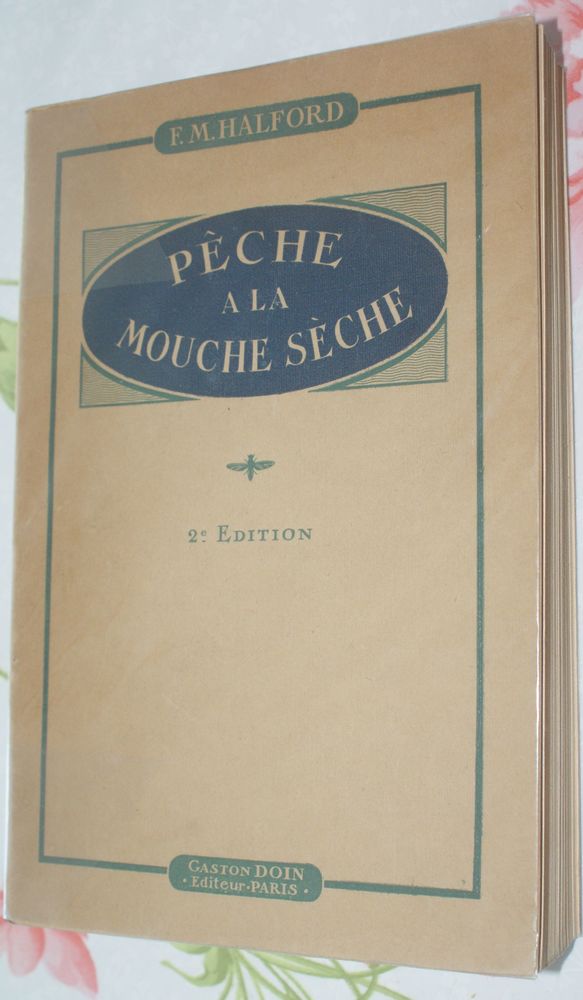 F. M. HALFORD
PÊCHE
A LA
MOUCHE SÈCHE
2e EDITION
GASTON DOIN
· Editeur · PARIS ·